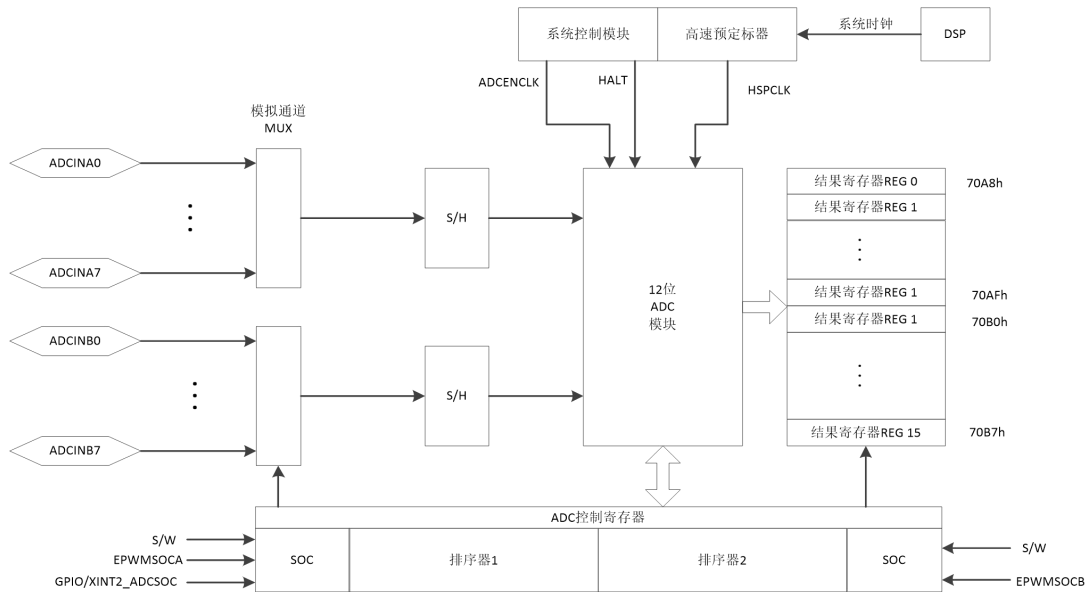 系统控制模块
高速预定标器
系统时钟
DSP
ADCENCLK
HALT
HSPCLK
模拟通道
MUX
ADCINA0
ADCINA7
ADCINB0
ADCINB7
S/H
S/H
12位
ADC
模块
结果寄存器REG 0
70A8h
结果寄存器REG 1
结果寄存器REG 1
70AFh
结果寄存器REG 1
70B0h
结果寄存器REG 15
70B7h
ADC控制寄存器
S/W
EPWMSOCA
GPIO/XINT2_ADCSOC
SOC
排序器1
排序器2
SOC
S/W
EPWMSOCB